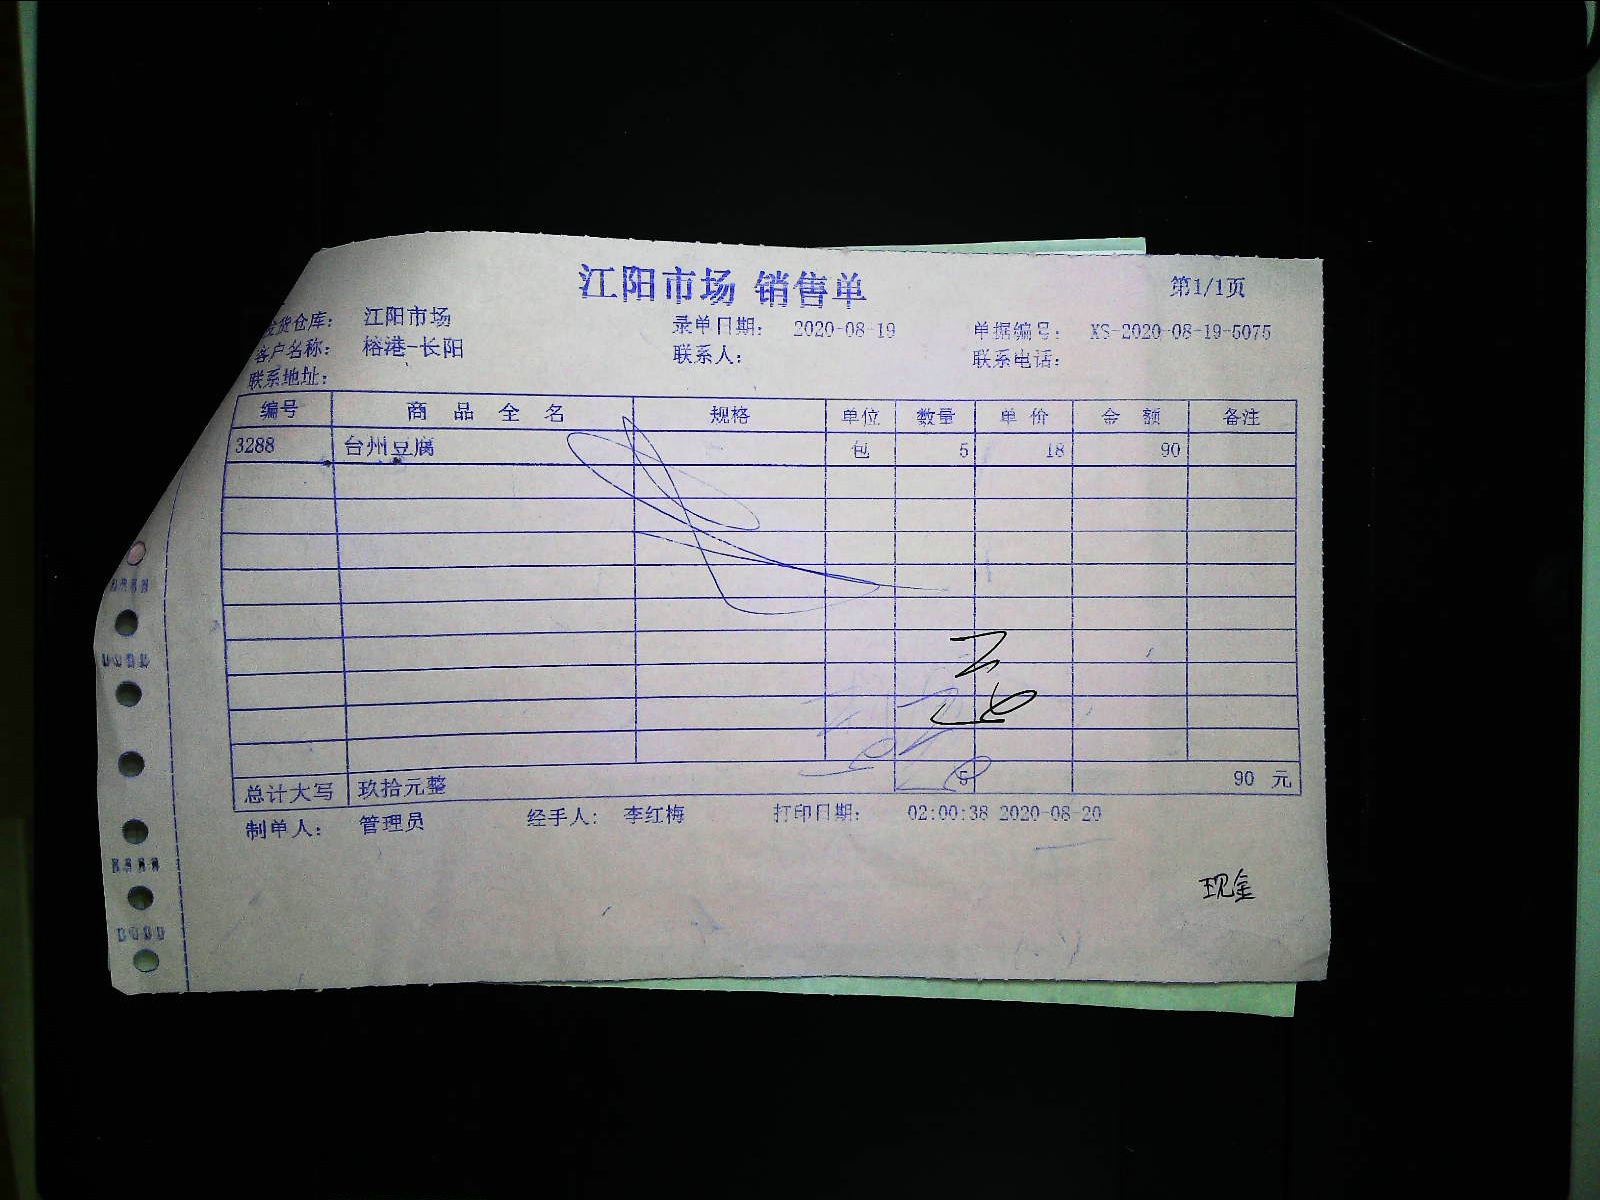 江阳市场 销售单
第1/1页
发货仓库： 江阳市场 录单日期： 2020-08-19 单据编号： XS-2020-08-19-5075
客户名称： 榕港-长阳 联系人： 联系电话：
联系地址：
编号 商品全名 规格 单位 数量 单价 金额 备注
3288 台州豆腐 包 5 18 90
总计大写 玖拾元整 5 90 元
制单人： 管理员 经手人： 李红梅 打印日期： 02:00:38 2020-08-20
现金